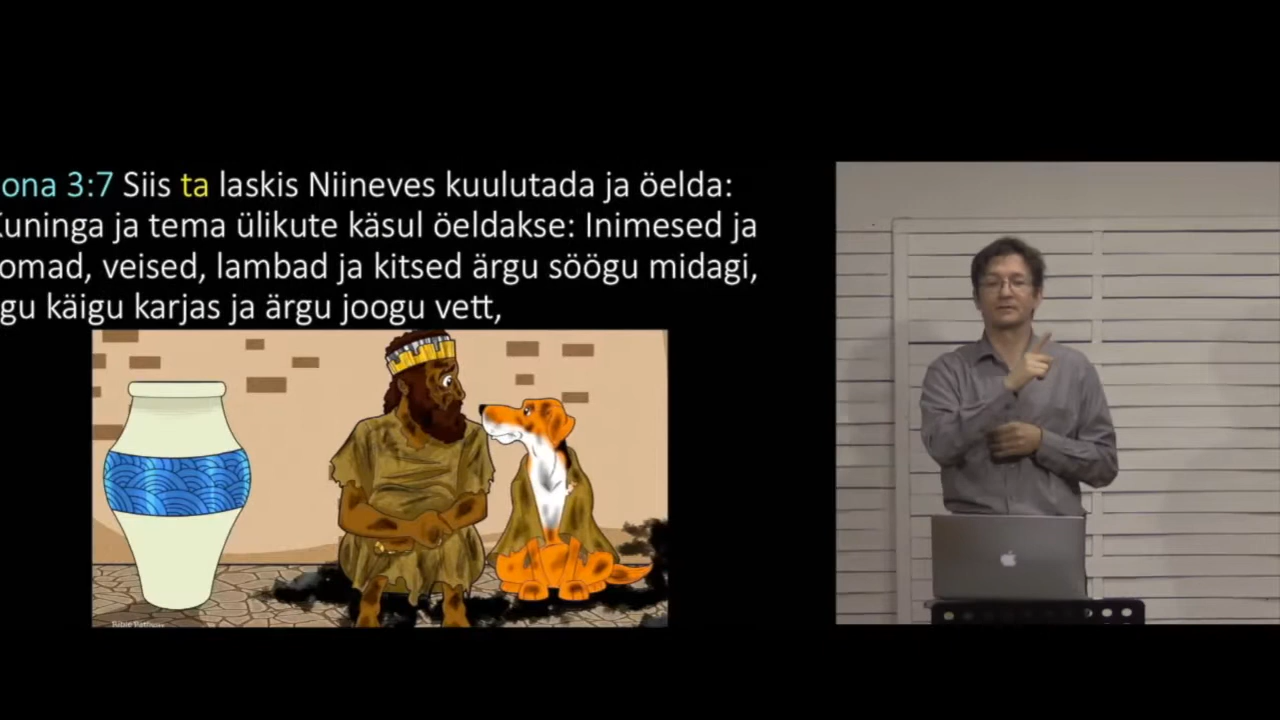 ona 3:7 Siis ta laskis Niineves kuulutada ja öelda:
Kuninga ja tema ülikute käsul öeldakse: Inimesed ja
omad, veised, lambad ja kitsed ärgu söögu midagi,
gu käigu karjas ja ärgu joogu vett,